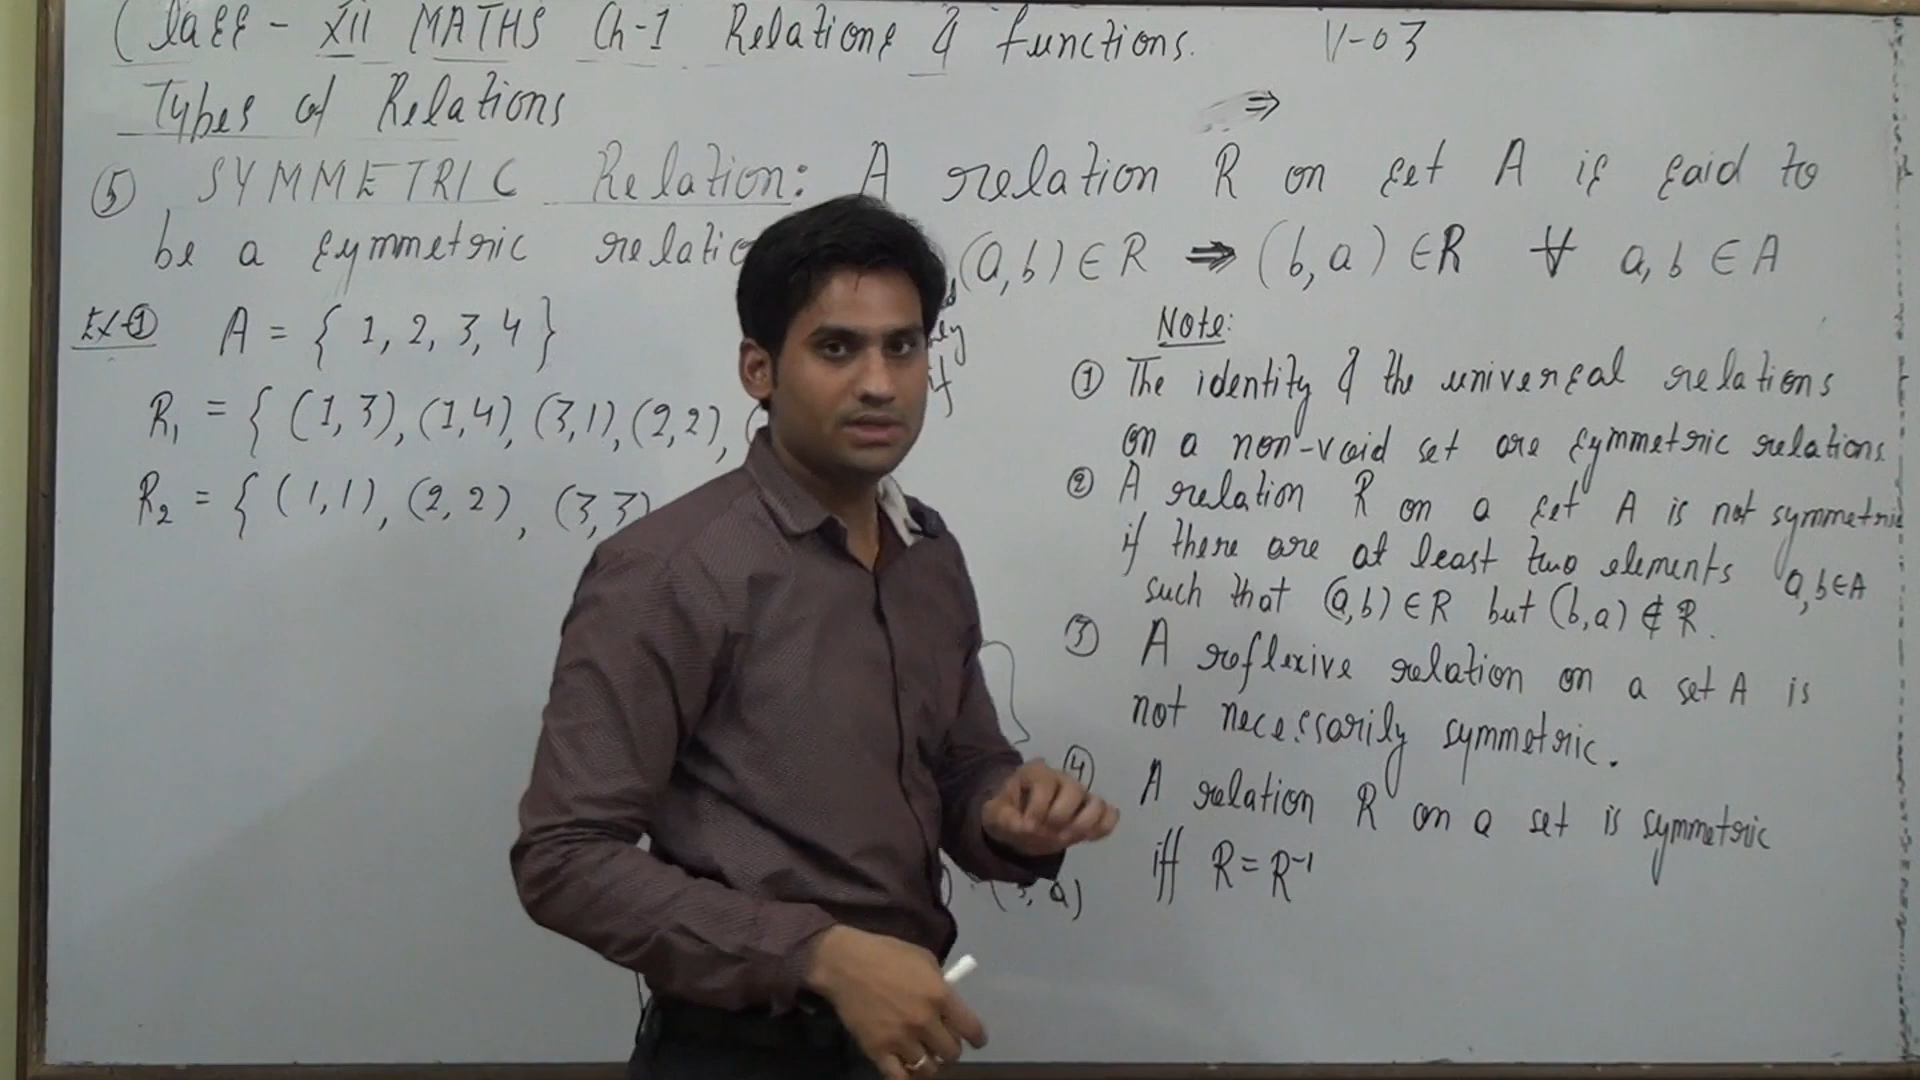 Class - XII MATHS Ch-1 Relations & functions. V-03
Types of Relations ⇒
⑤ SYMMETRIC Relation: A relation R on set A is said to
be a symmetric relatio (a,b) ∈ R ⇒ (b,a) ∈ R ∀ a,b ∈ A
Ex-① A = { 1, 2, 3, 4 }
R₁ = { (1,3), (1,4), (3,1), (2,2), (
R₂ = { (1,1), (2,2), (3,3)
if
Note:
① The identity & the universal relations
on a non-void set are symmetric relations
② A relation R on a set A is not symmetric
if there are at least two elements a,b∈A
such that (a,b) ∈ R but (b,a) ∉ R.
③ A reflexive relation on a set A is
not necessarily symmetric.
④ A relation R on a set is symmetric
iff R = R⁻¹